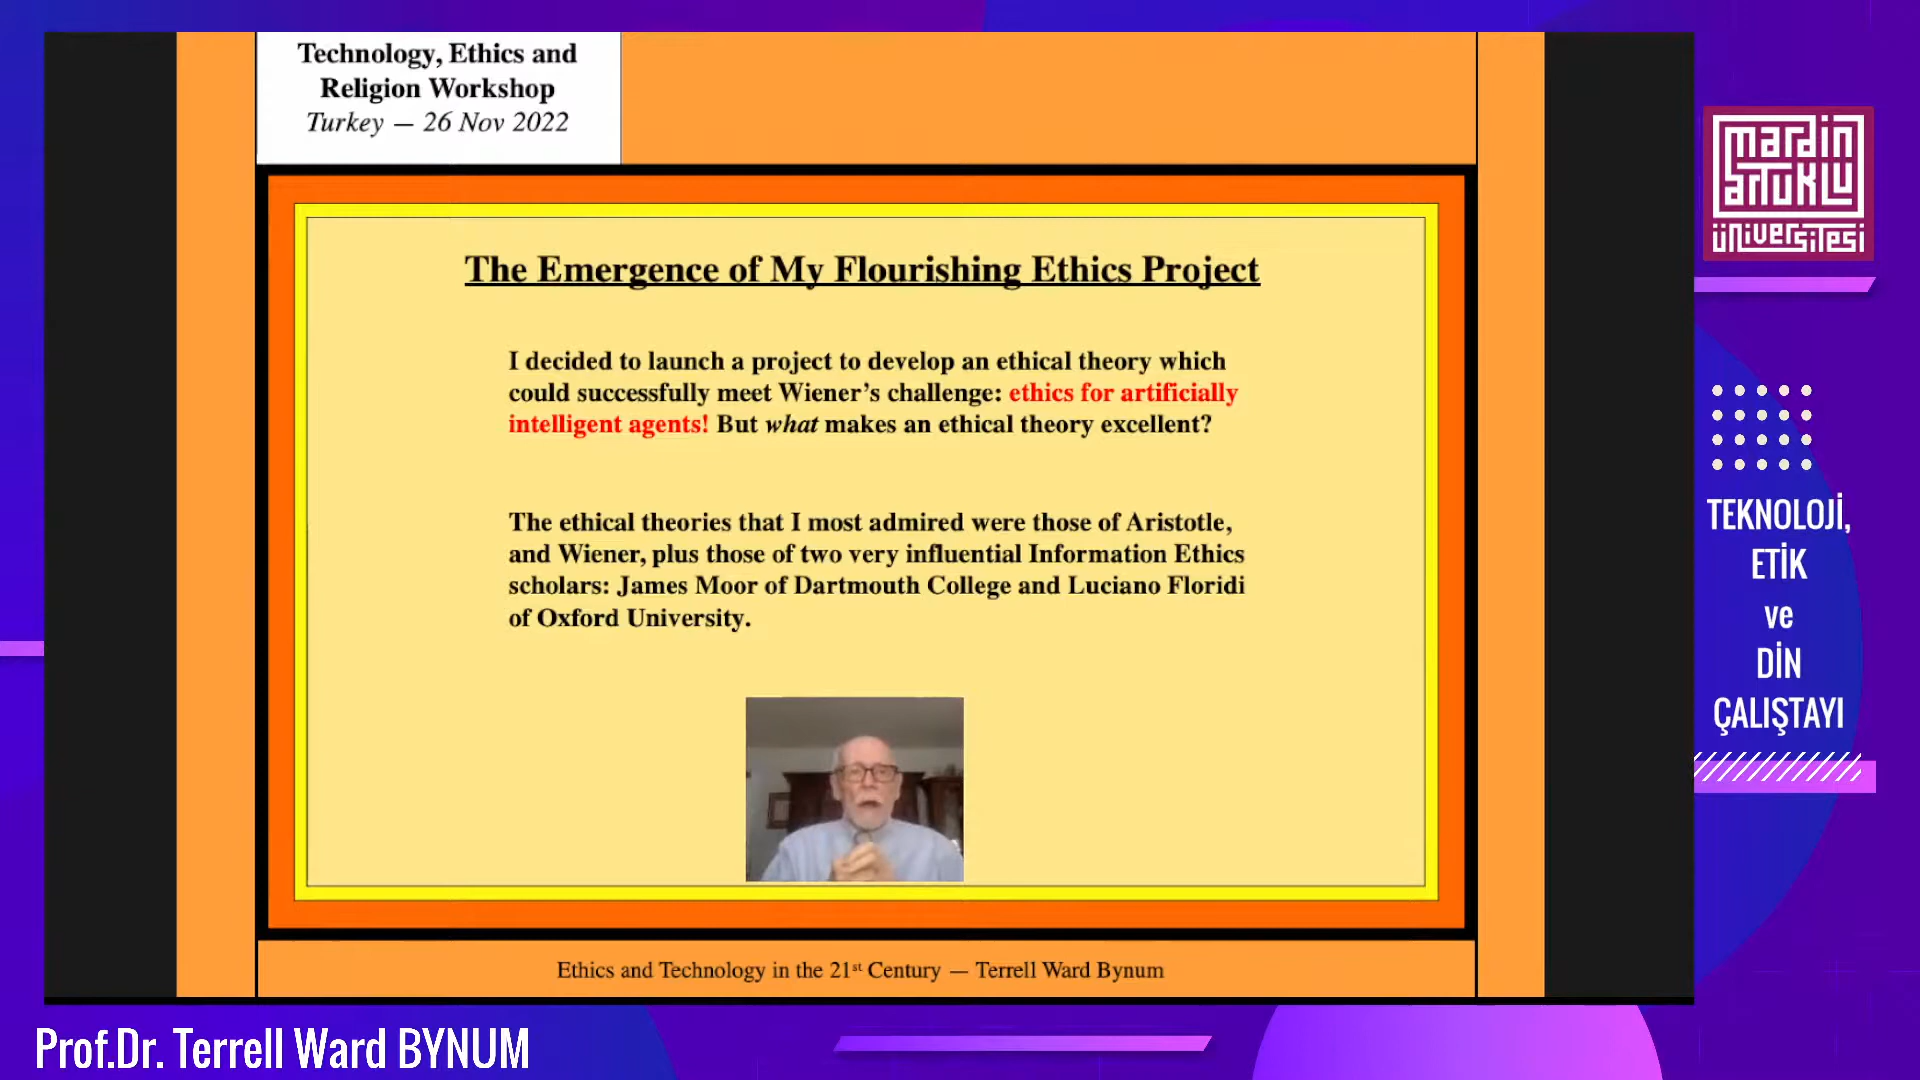 Technology, Ethics and
Religion Workshop
Turkey — 26 Nov 2022
The Emergence of My Flourishing Ethics Project
I decided to launch a project to develop an ethical theory which
could successfully meet Wiener’s challenge: ethics for artificially
intelligent agents! But what makes an ethical theory excellent?
The ethical theories that I most admired were those of Aristotle,
and Wiener, plus those of two very influential Information Ethics
scholars: James Moor of Dartmouth College and Luciano Floridi
of Oxford University.
Ethics and Technology in the 21st Century — Terrell Ward Bynum
mardin
artuklu
üniversitesi
TEKNOLOJİ,
ETİK
ve
DİN
ÇALIŞTAYI
Prof.Dr. Terrell Ward BYNUM